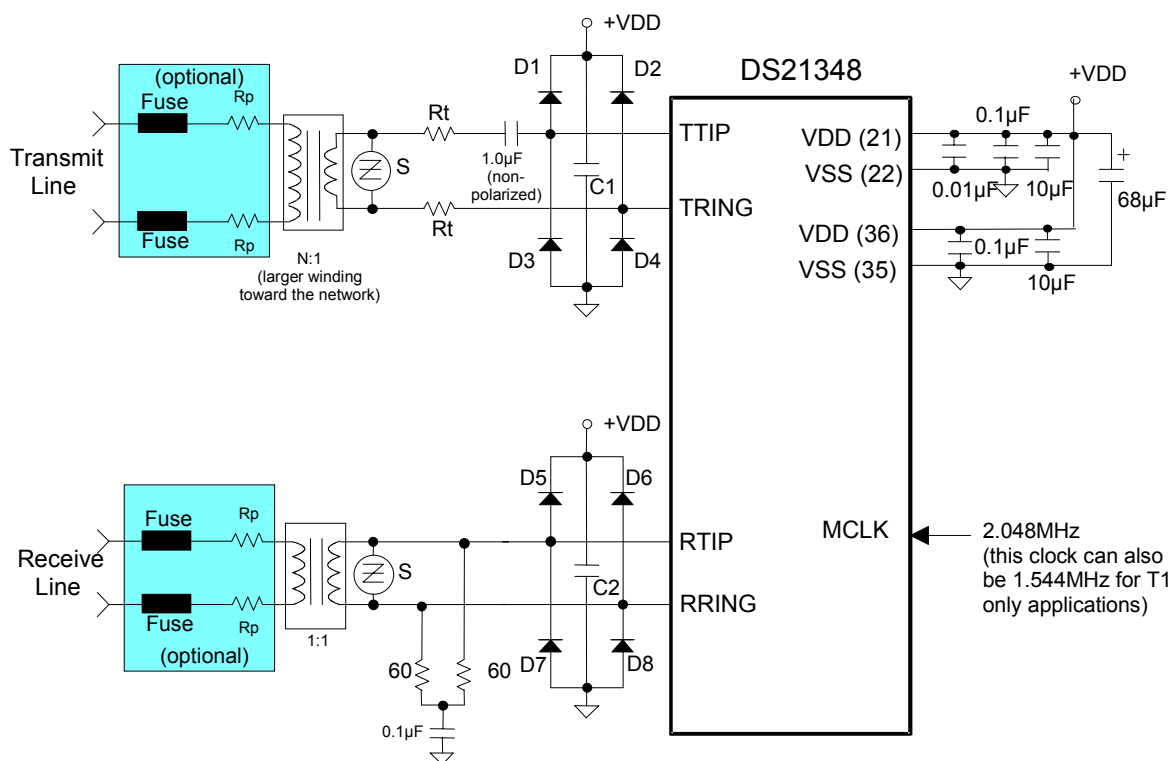 +VDD
(optional)
Fuse
Rp
Transmit
Line
Fuse
Rp
N:1
(larger winding
toward the network)
S
Rt
Rt
1.0µF
(non-
polarized)
D1
D2
C1
D3
D4
DS21348
TTIP
TRING
VDD (21)
VSS (22)
VDD (36)
VSS (35)
+VDD
0.1µF
0.01µF
10µF
+
68µF
0.1µF
10µF
+VDD
Fuse
Rp
Receive
Line
Fuse
Rp
(optional)
1:1
S
60
60
0.1µF
D5
D6
C2
D7
D8
RTIP
RRING
MCLK
2.048MHz
(this clock can also
be 1.544MHz for T1
only applications)